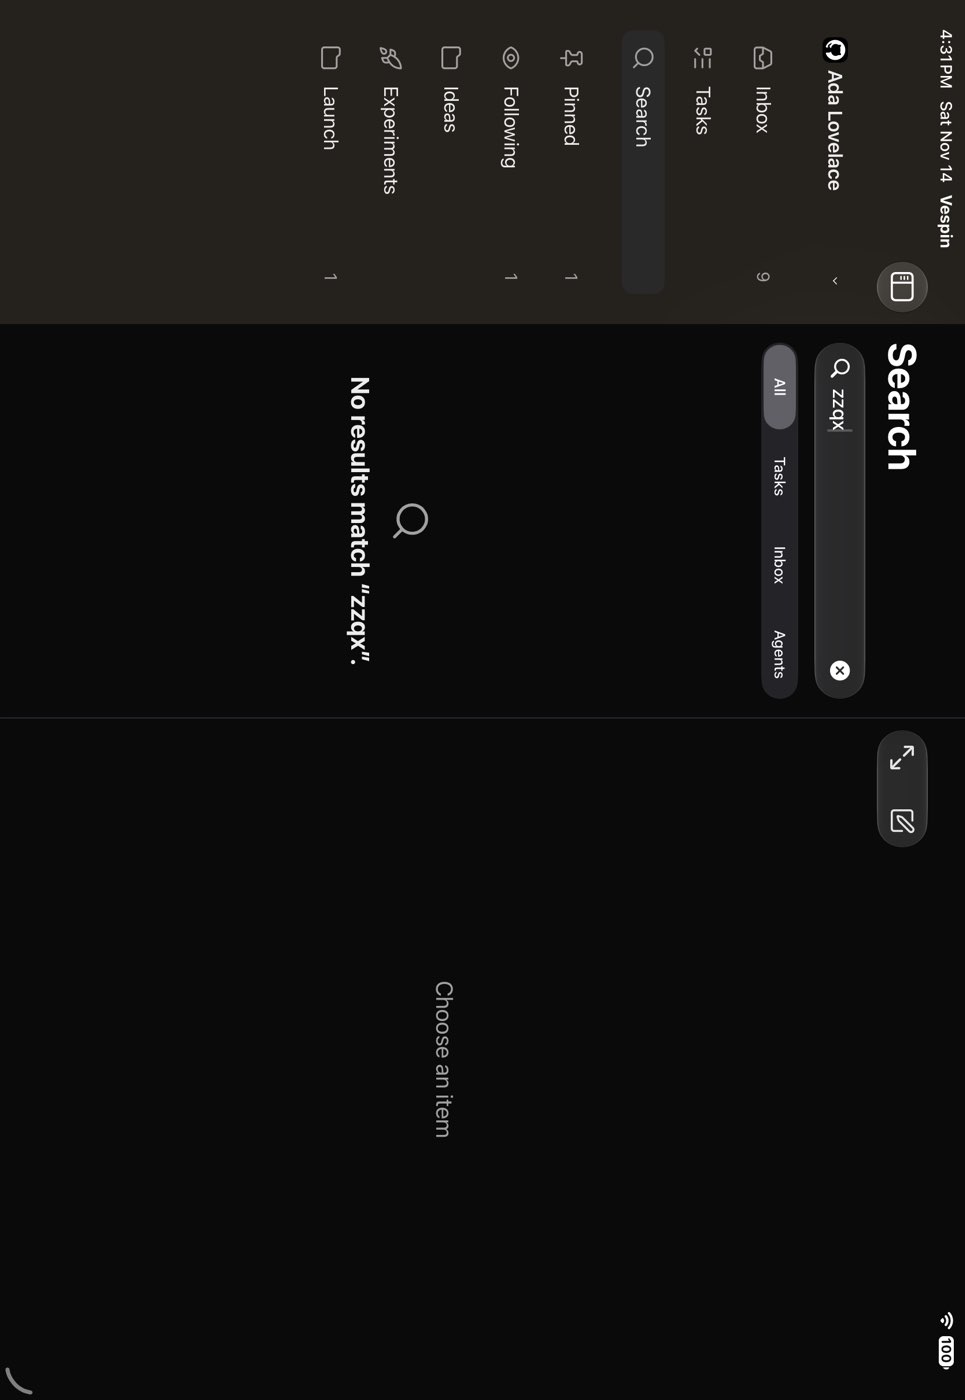 4:31 PM Sat Nov 14 Vespin
100
Ada Lovelace
Inbox 9
Tasks
Search
Pinned 1
Following 1
Ideas
Experiments
Launch 1
Search
zzqx
All Tasks Inbox Agents
No results match “zzqx”.
Choose an item